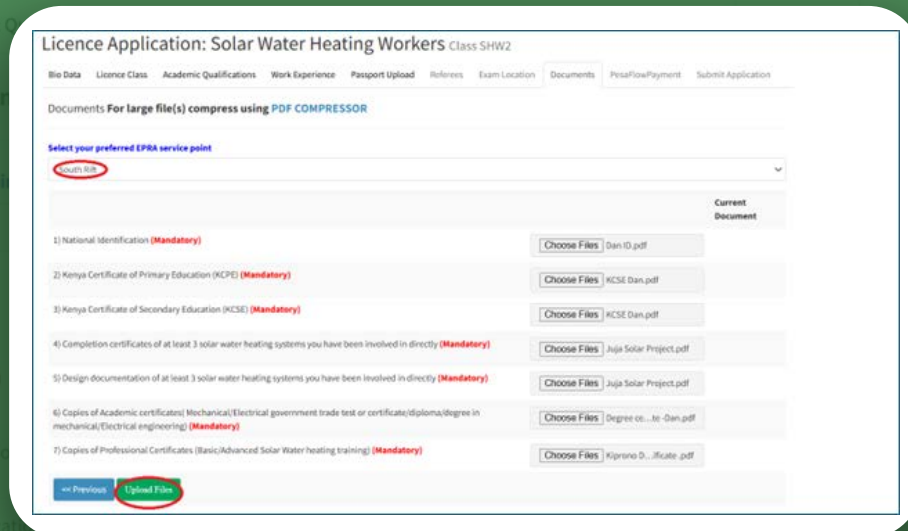 Licence Application: Solar Water Heating Workers Class SHW2
Bio Data Licence Class Academic Qualifications Work Experience Passport Upload Referees Exam Location Documents PesaFlowPayment Submit Application
Documents For large file(s) compress using PDF COMPRESSOR
Select your preferred EPRA service point
South Rift
Current
Document
1) National Identification (Mandatory) Choose Files Dan ID.pdf
2) Kenya Certificate of Primary Education (KCPE) (Mandatory) Choose Files KCSE Dan.pdf
3) Kenya Certificate of Secondary Education (KCSE) (Mandatory) Choose Files KCSE Dan.pdf
4) Completion certificates of at least 3 solar water heating systems you have been involved in directly (Mandatory) Choose Files Juja Solar Project.pdf
5) Design documentation of at least 3 solar water heating systems you have been involved in directly (Mandatory) Choose Files Juja Solar Project.pdf
6) Copies of Academic certificates( Mechanical/Electrical government trade test or certificate/diploma/degree in
mechanical/Electrical engineering) (Mandatory) Choose Files Degree ce...te -Dan.pdf
7) Copies of Professional Certificates (Basic/Advanced Solar Water heating training) (Mandatory) Choose Files Kiprono D...ificate .pdf
<< Previous Upload Files